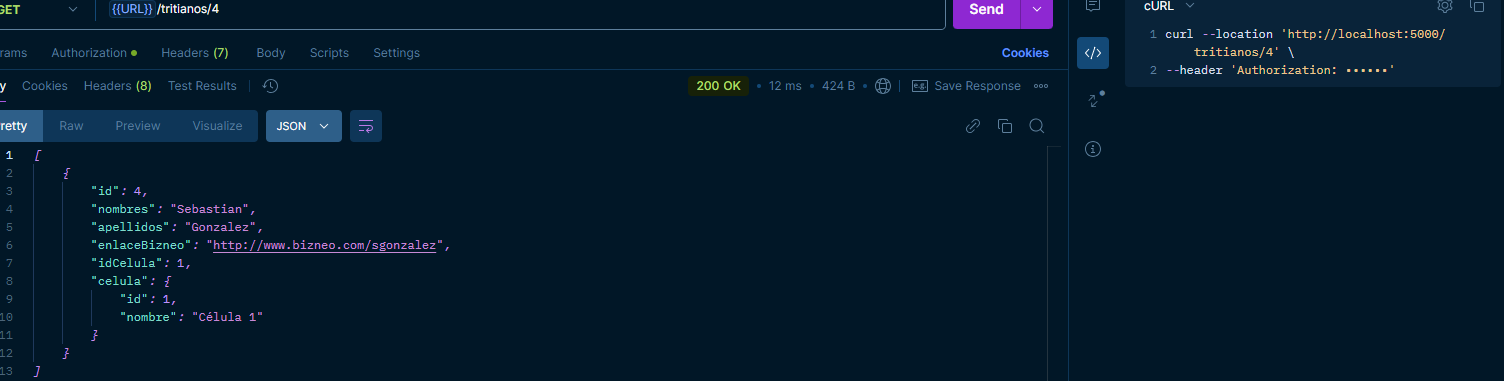 GET {{URL}}/tritianos/4 Send
Authorization Headers (7) Body Scripts Settings Cookies
Cookies Headers (8) Test Results 200 OK • 12 ms • 424 B • e.g. Save Response
Raw Preview Visualize JSON
1 [
2 {
3 "id": 4,
4 "nombres": "Sebastian",
5 "apellidos": "Gonzalez",
6 "enlaceBizneo": "http://www.bizneo.com/sgonzalez",
7 "idCelula": 1,
8 "celula": {
9 "id": 1,
10 "nombre": "Célula 1"
11 }
12 }
13 ]
cURL
1 curl --location 'http://localhost:5000/
tritianos/4' \
2 --header 'Authorization: ••••••'